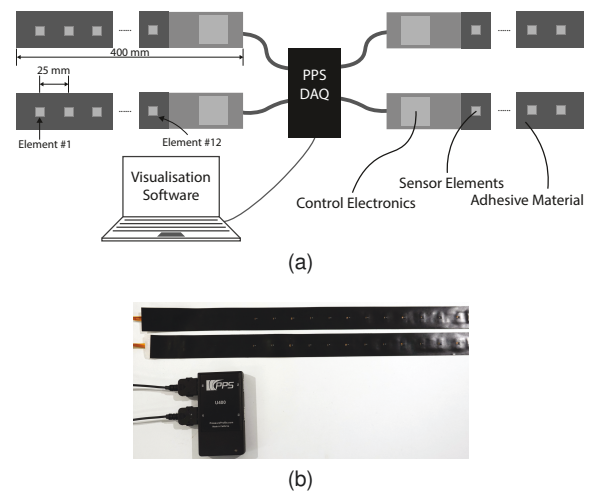 400 mm
25 mm
Element #1
Element #12
PPS
DAQ
Visualisation
Software
Control Electronics
Sensor Elements
Adhesive Material
(a)
PPS
(b)